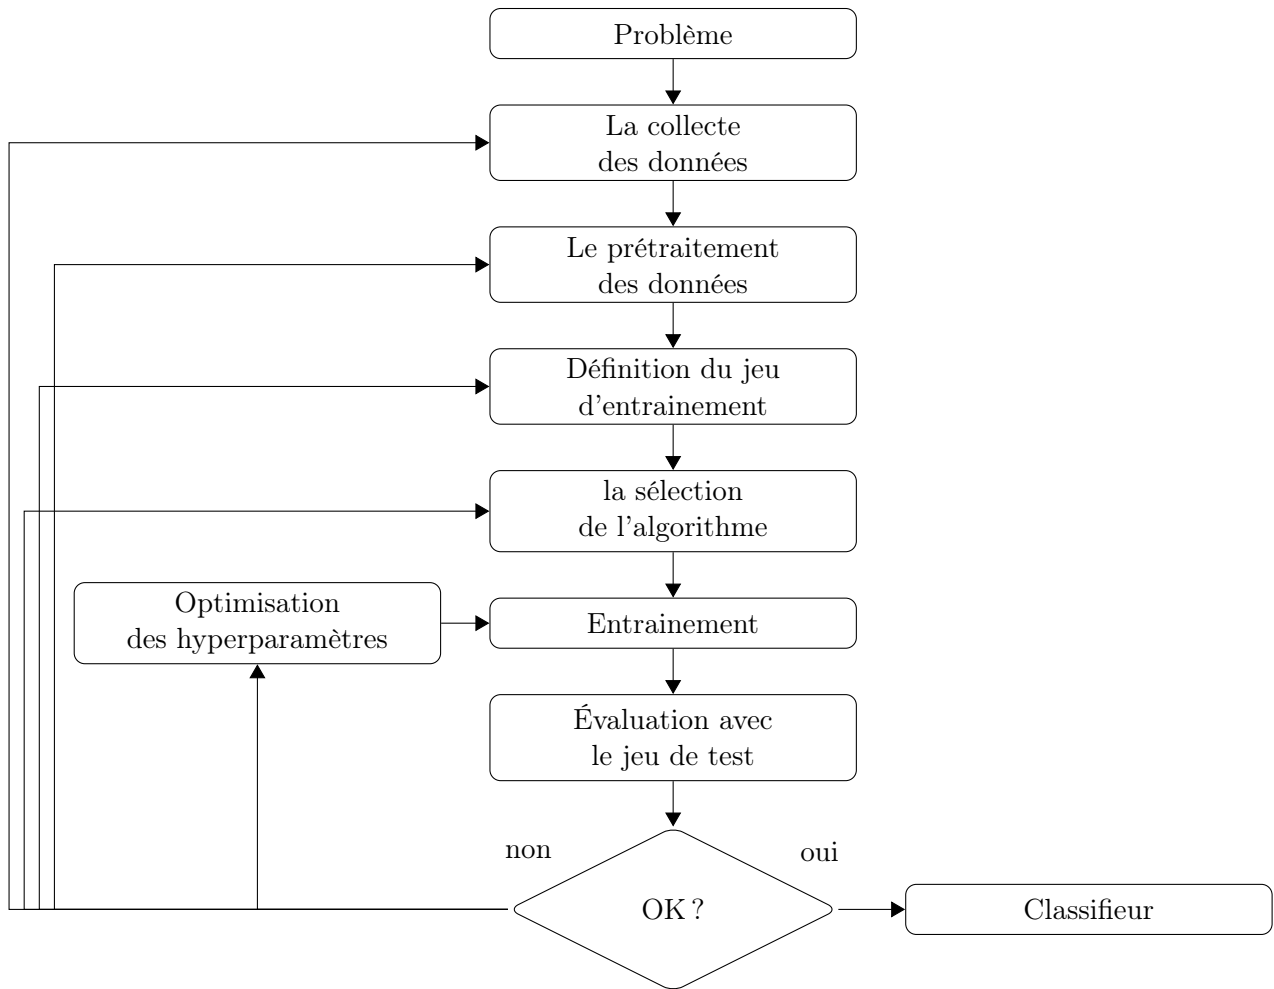 Problème
La collecte
des données
Le prétraitement
des données
Définition du jeu
d'entrainement
la sélection
de l'algorithme
Optimisation
des hyperparamètres
Entrainement
Évaluation avec
le jeu de test
non
oui
OK ?
Classifieur